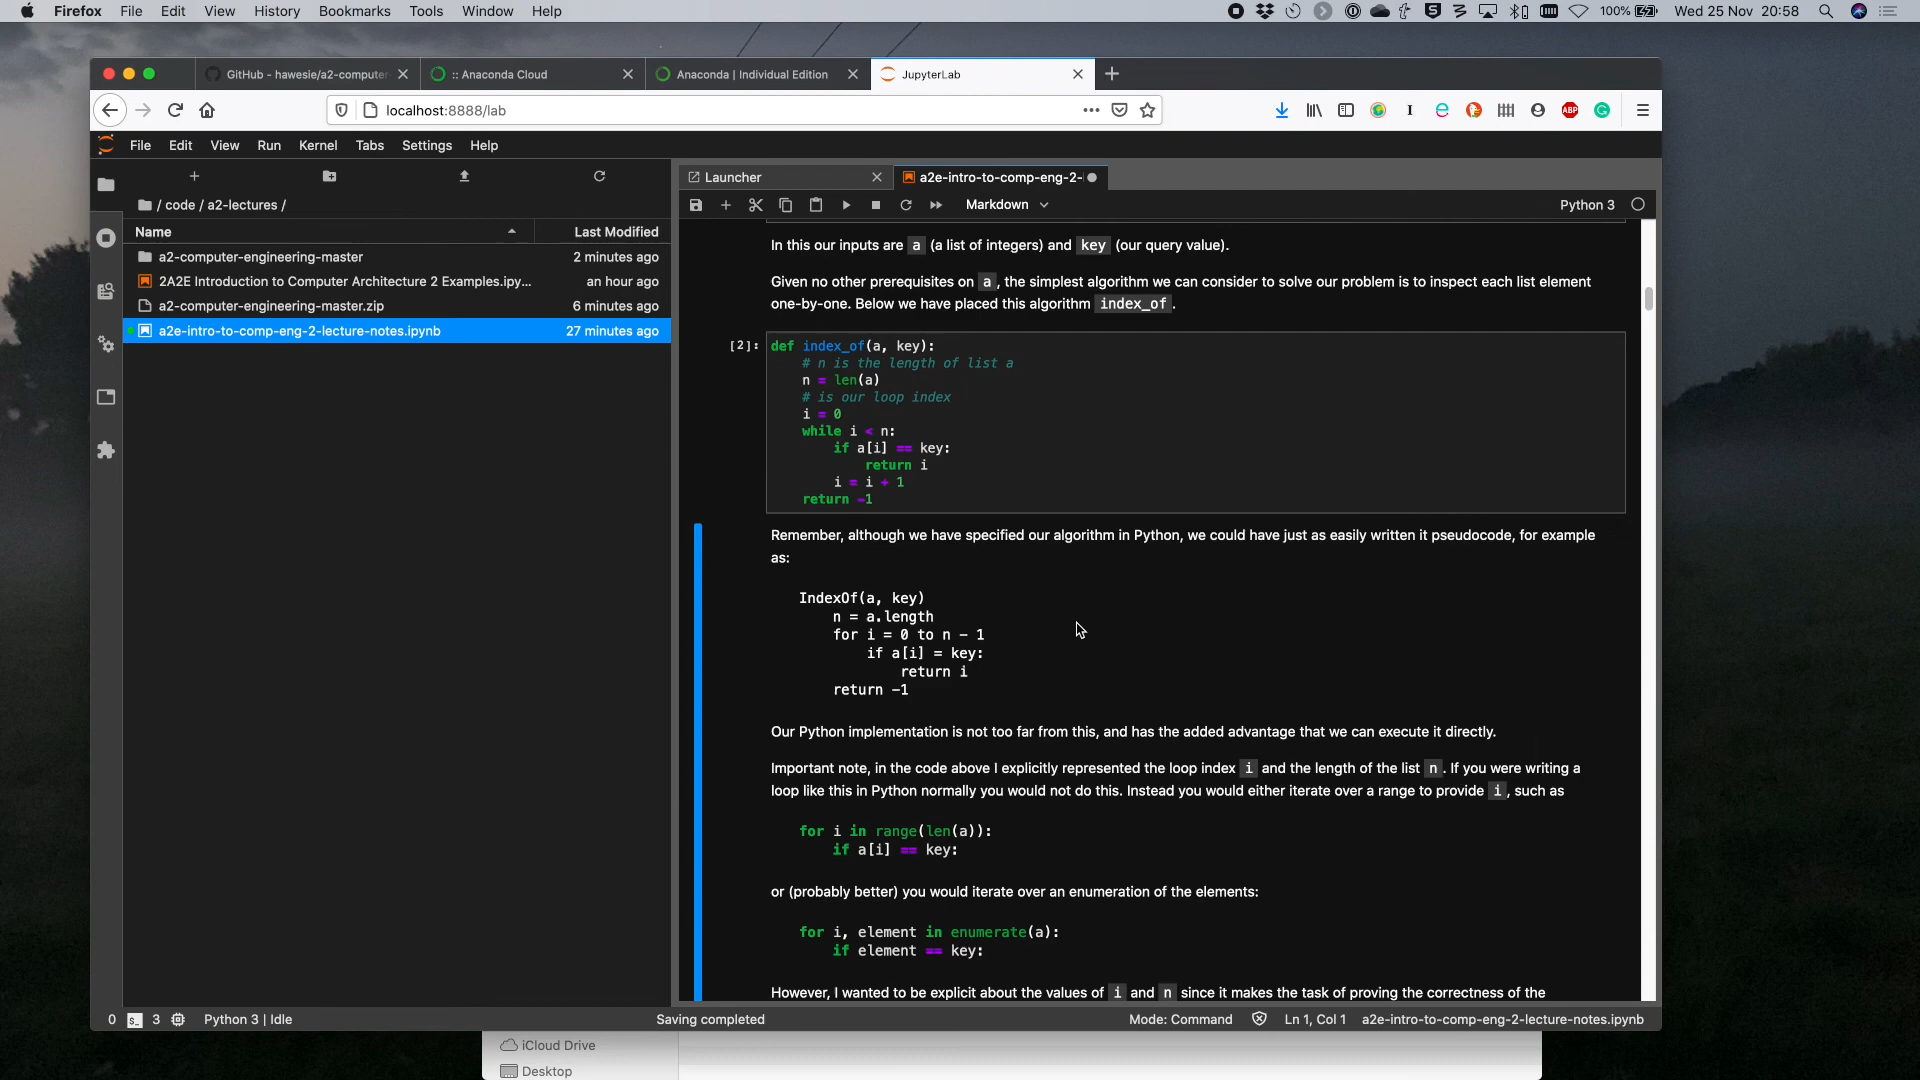 Firefox File Edit View History Bookmarks Tools Window Help 100% Wed 25 Nov 20:58
GitHub - hawesie/a2-computer :: Anaconda Cloud Anaconda | Individual Edition JupyterLab
localhost:8888/lab
File Edit View Run Kernel Tabs Settings Help
Launcher a2e-intro-to-comp-eng-2-
/ code / a2-lectures /
Markdown Python 3
Name Last Modified
a2-computer-engineering-master 2 minutes ago
2A2E Introduction to Computer Architecture 2 Examples.ipy... an hour ago
a2-computer-engineering-master.zip 6 minutes ago
a2e-intro-to-comp-eng-2-lecture-notes.ipynb 27 minutes ago
In this our inputs are a (a list of integers) and key (our query value).
Given no other prerequisites on a, the simplest algorithm we can consider to solve our problem is to inspect each list element
one-by-one. Below we have placed this algorithm index_of.
[2]: def index_of(a, key):
# n is the length of list a
n = len(a)
# is our loop index
i = 0
while i < n:
if a[i] == key:
return i
i = i + 1
return -1
Remember, although we have specified our algorithm in Python, we could have just as easily written it pseudocode, for example
as:
IndexOf(a, key)
n = a.length
for i = 0 to n - 1
if a[i] = key:
return i
return -1
Our Python implementation is not too far from this, and has the added advantage that we can execute it directly.
Important note, in the code above I explicitly represented the loop index i and the length of the list n. If you were writing a
loop like this in Python normally you would not do this. Instead you would either iterate over a range to provide i, such as
for i in range(len(a)):
if a[i] == key:
or (probably better) you would iterate over an enumeration of the elements:
for i, element in enumerate(a):
if element == key:
However, I wanted to be explicit about the values of i and n since it makes the task of proving the correctness of the
0 3 Python 3 | Idle Saving completed Mode: Command Ln 1, Col 1 a2e-intro-to-comp-eng-2-lecture-notes.ipynb
iCloud Drive
Desktop